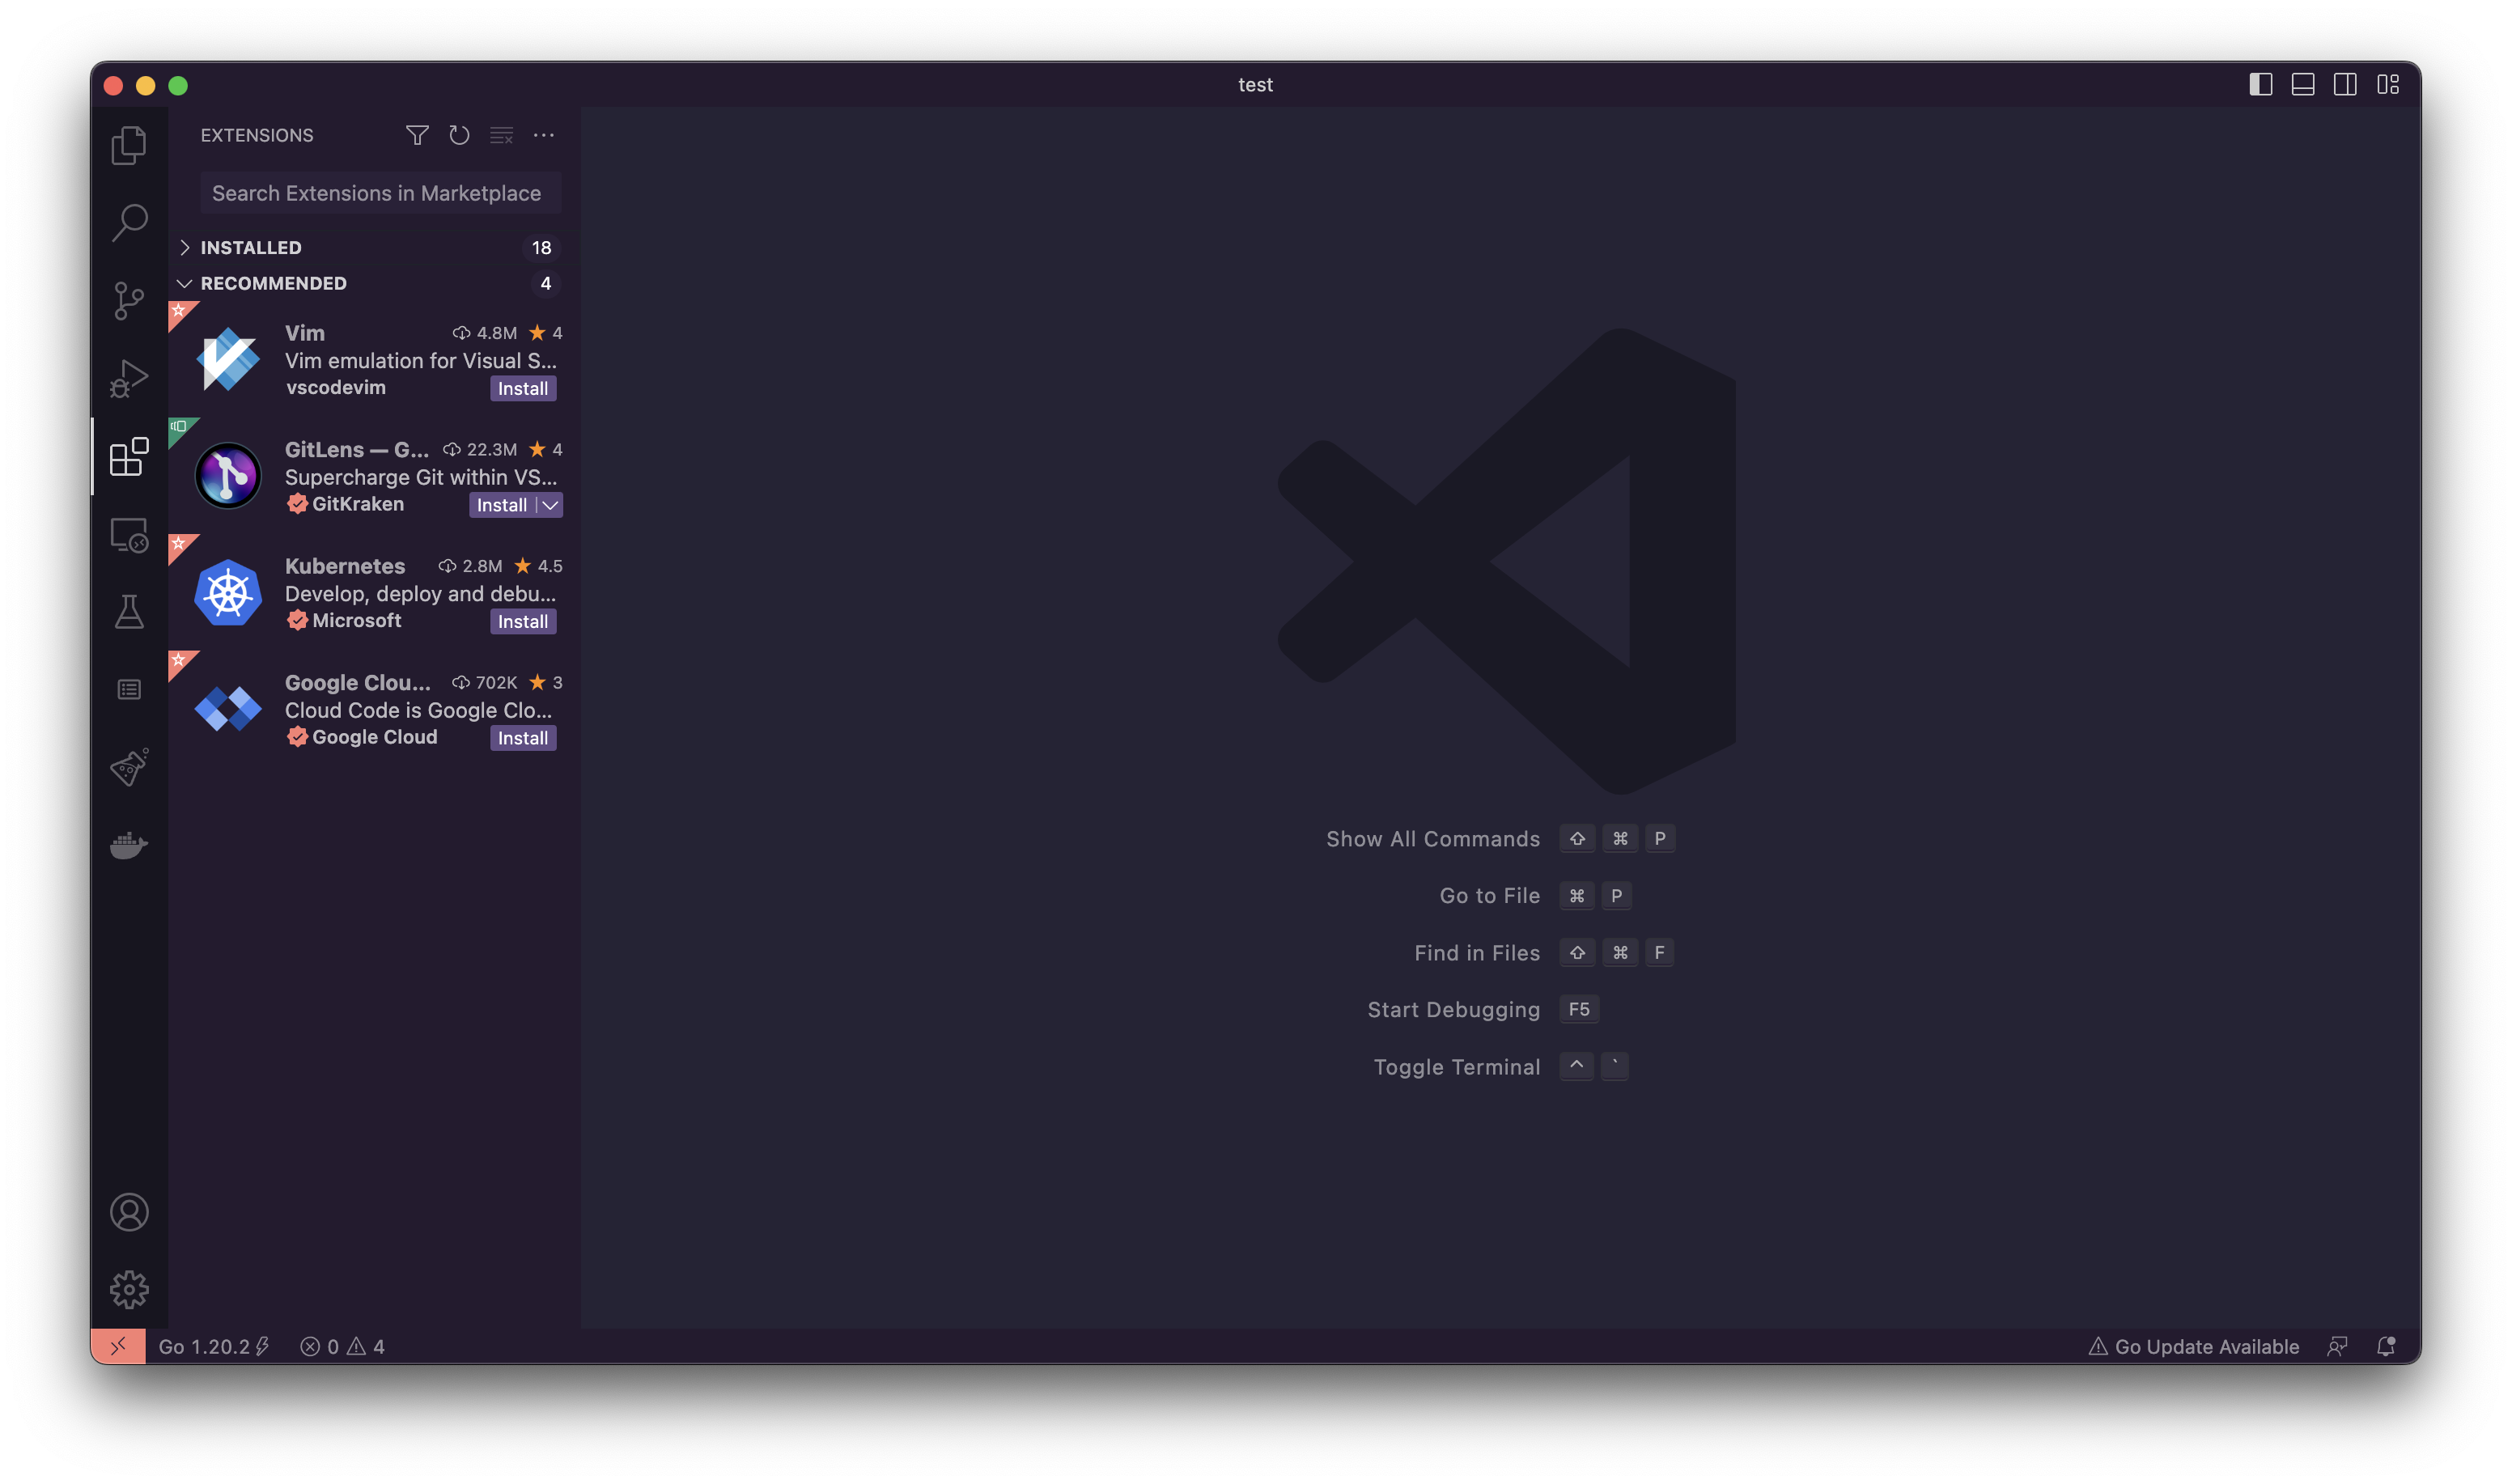 test
EXTENSIONS
Search Extensions in Marketplace
INSTALLED 18
RECOMMENDED 4
Vim 4.8M ★ 4
Vim emulation for Visual S...
vscodevim Install
GitLens — G... 22.3M ★ 4
Supercharge Git within VS...
GitKraken Install
Kubernetes 2.8M ★ 4.5
Develop, deploy and debu...
Microsoft Install
Google Clou... 702K ★ 3
Cloud Code is Google Clo...
Google Cloud Install
Show All Commands ⇧ ⌘ P
Go to File ⌘ P
Find in Files ⇧ ⌘ F
Start Debugging F5
Toggle Terminal ^ `
Go 1.20.2 0 4
Go Update Available